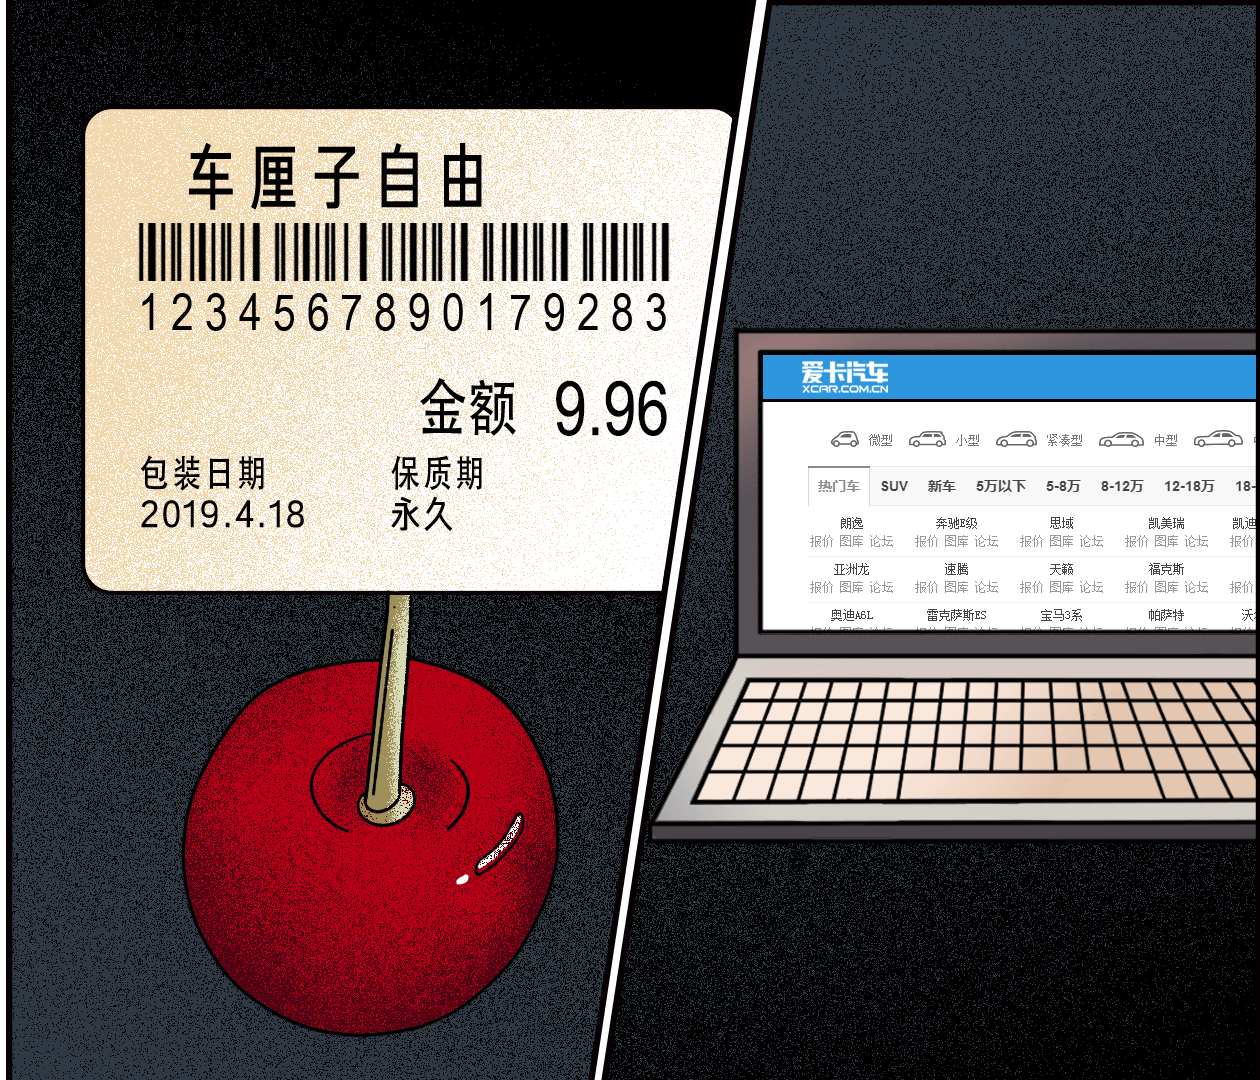 车厘子自由
1234567890179283
金额 9.96
包装日期 保质期
2019.4.18 永久
爱卡汽车
XCAR.COM.CN
微型 小型 紧凑型 中型
热门车 SUV 新车 5万以下 5-8万 8-12万 12-18万 18-
朗逸 奔驰E级 思域 凯美瑞 凯迪
报价 图库 论坛 报价 图库 论坛 报价 图库 论坛 报价 图库 论坛 报价
亚洲龙 速腾 天籁 福克斯
报价 图库 论坛 报价 图库 论坛 报价 图库 论坛 报价 图库 论坛 报价
奥迪A6L 雷克萨斯ES 宝马3系 帕萨特 沃